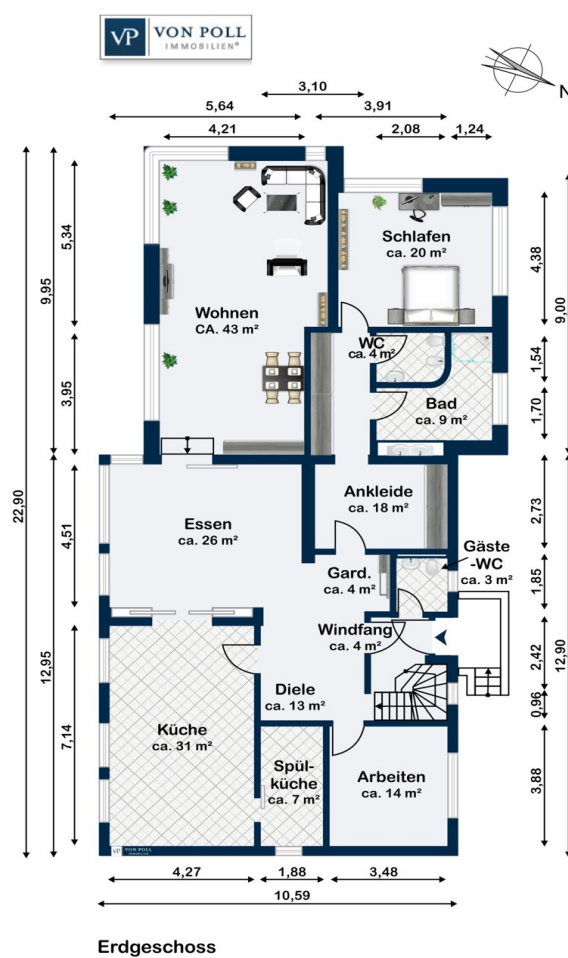 VP VON POLL
IMMOBILIEN®
N
3,10
5,64
3,91
4,21
2,08
1,24
22,90
9,95
5,34
3,95
12,95
4,51
7,14
Wohnen
CA. 43 m²
Schlafen
ca. 20 m²
WC
ca. 4 m²
Bad
ca. 9 m²
Ankleide
ca. 18 m²
Essen
ca. 26 m²
Gard.
ca. 4 m²
Gäste
-WC
ca. 3 m²
Windfang
ca. 4 m²
Diele
ca. 13 m²
Küche
ca. 31 m²
Spül-
küche
ca. 7 m²
Arbeiten
ca. 14 m²
4,38
9,00
1,54
1,70
2,73
1,85
2,42
12,90
0,96
3,88
VP VON POLL
IMMOBILIEN
4,27
1,88
3,48
10,59
Erdgeschoss